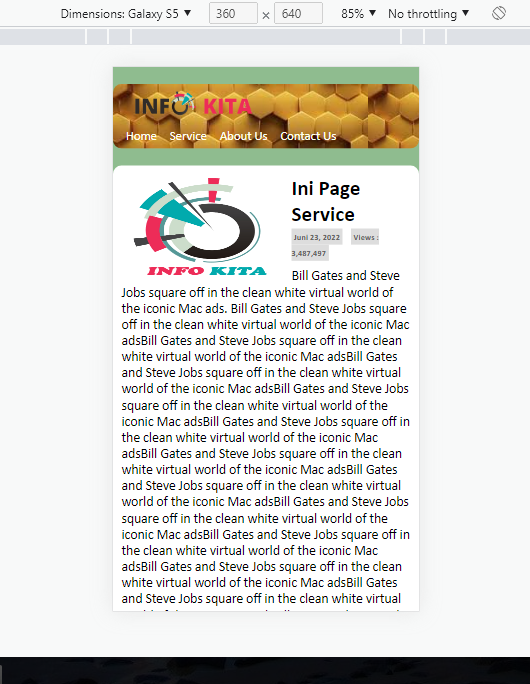 Dimensions: Galaxy S5 ▼ 360 × 640 85% ▼ No throttling ▼
INFO KITA
Home Service About Us Contact Us
INFO KITA
Ini Page
Service
Juni 23, 2022 Views :
3,487,497
Bill Gates and Steve
Jobs square off in the clean white virtual world of
the iconic Mac ads. Bill Gates and Steve Jobs square
off in the clean white virtual world of the iconic Mac
adsBill Gates and Steve Jobs square off in the clean
white virtual world of the iconic Mac adsBill Gates
and Steve Jobs square off in the clean white virtual
world of the iconic Mac adsBill Gates and Steve Jobs
square off in the clean white virtual world of the
iconic Mac adsBill Gates and Steve Jobs square off in
the clean white virtual world of the iconic Mac
adsBill Gates and Steve Jobs square off in the clean
white virtual world of the iconic Mac adsBill Gates
and Steve Jobs square off in the clean white virtual
world of the iconic Mac adsBill Gates and Steve Jobs
square off in the clean white virtual world of the
iconic Mac adsBill Gates and Steve Jobs square off in
the clean white virtual world of the iconic Mac
adsBill Gates and Steve Jobs square off in the clean
white virtual world of the iconic Mac adsBill Gates
and Steve Jobs square off in the clean white virtual